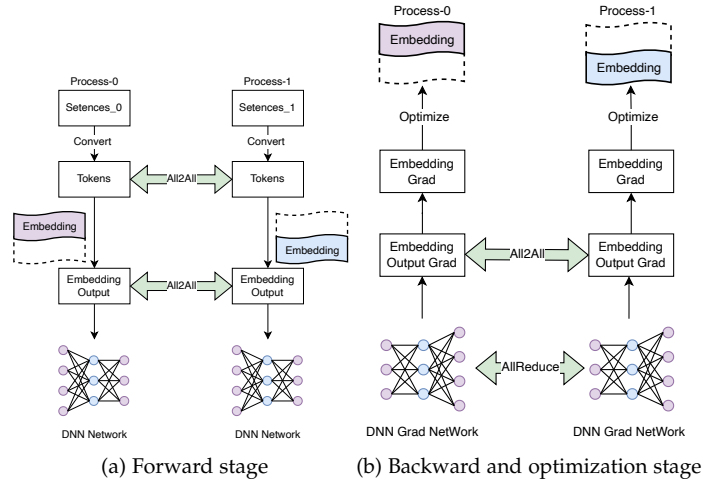 Process-0
Process-1
Setences_0
Setences_1
Convert
Convert
Tokens
All2All
Tokens
Embedding
Embedding
Embedding
Output
All2All
Embedding
Output
DNN Network
DNN Network
(a) Forward stage
Process-0
Process-1
Embedding
Embedding
Optimize
Optimize
Embedding
Grad
Embedding
Grad
Embedding
Output Grad
All2All
Embedding
Output Grad
AllReduce
DNN Grad NetWork
DNN Grad NetWork
(b) Backward and optimization stage